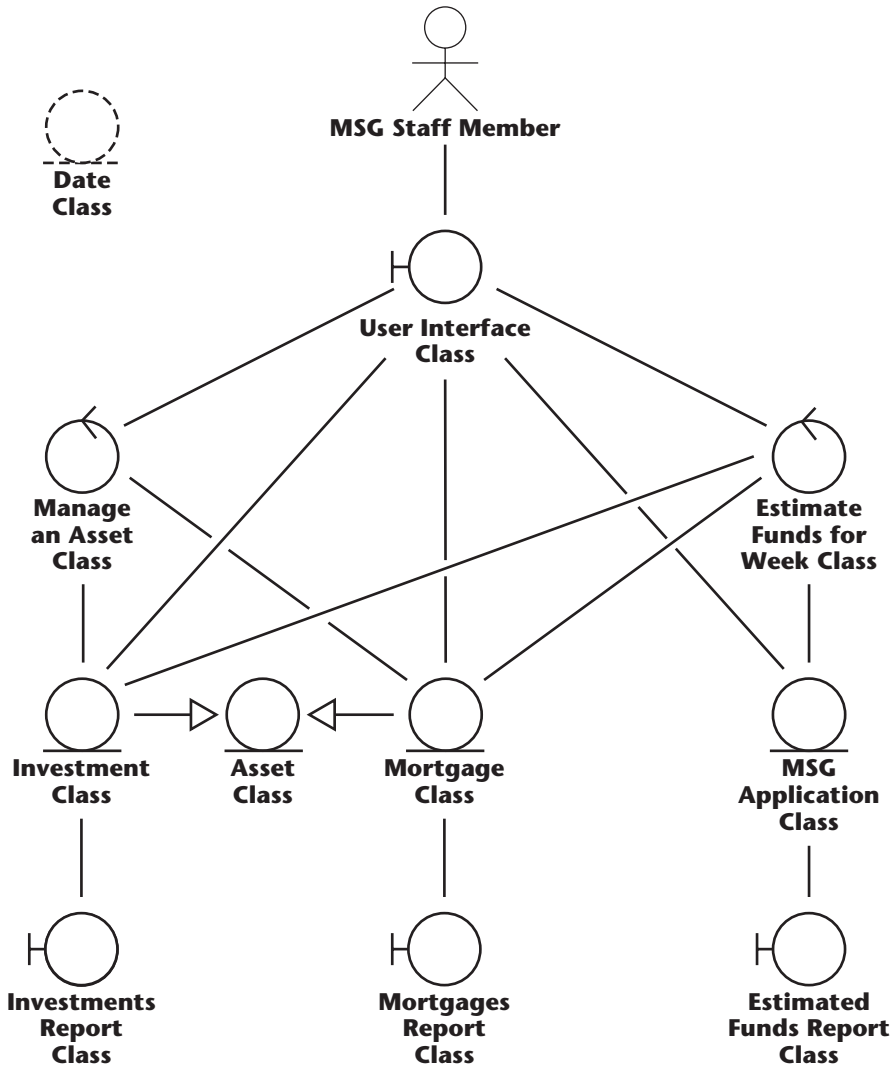 MSG Staff Member
Date
Class
User Interface
Class
Manage
an Asset
Class
Estimate
Funds for
Week Class
Investment
Class
Asset
Class
Mortgage
Class
MSG
Application
Class
Investments
Report
Class
Mortgages
Report
Class
Estimated
Funds Report
Class